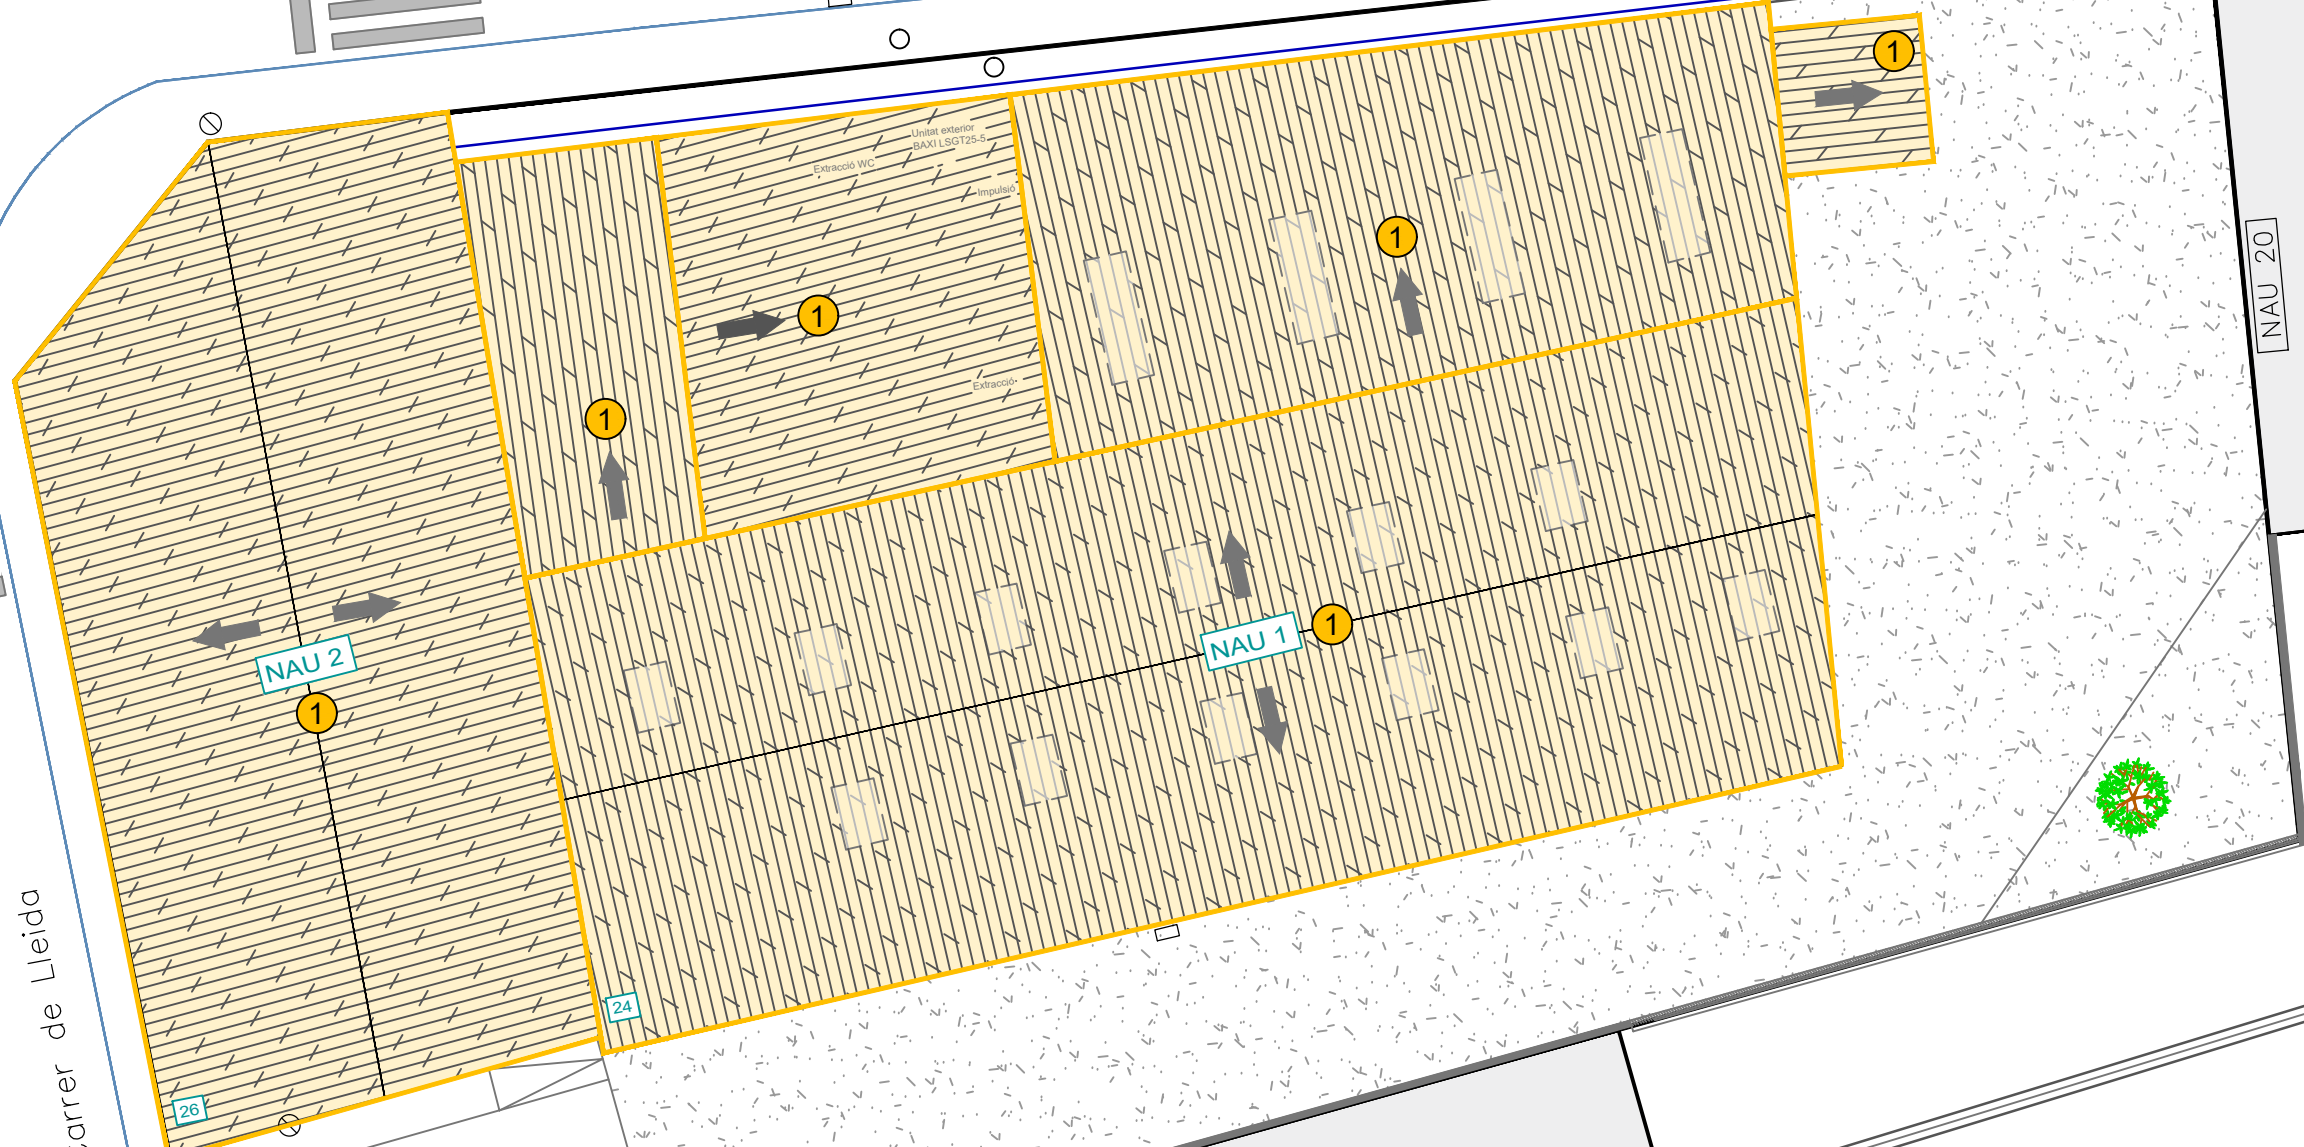 1
Unitat exterior
BAXI LSGT25-5
Extracció WC
Impulsió
1
1
NAU 20
Extracció
1
NAU 1
1
NAU 2
1
24
26
Carrer de Lleida